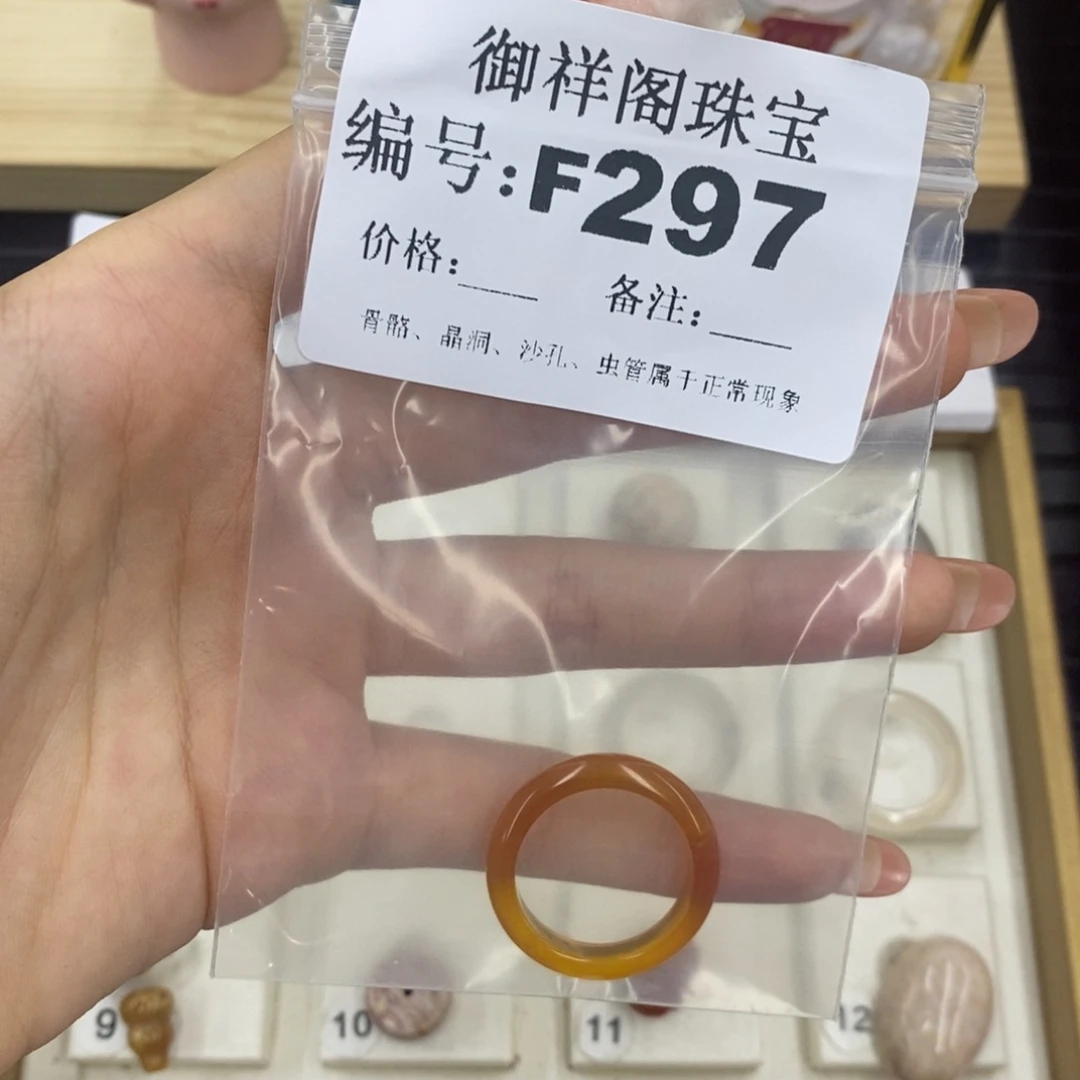 御祥阁珠宝
编号:F297
价格:____ 备注:____
骨骼、晶洞、沙孔、虫管属于正常现象
9
10
11
12